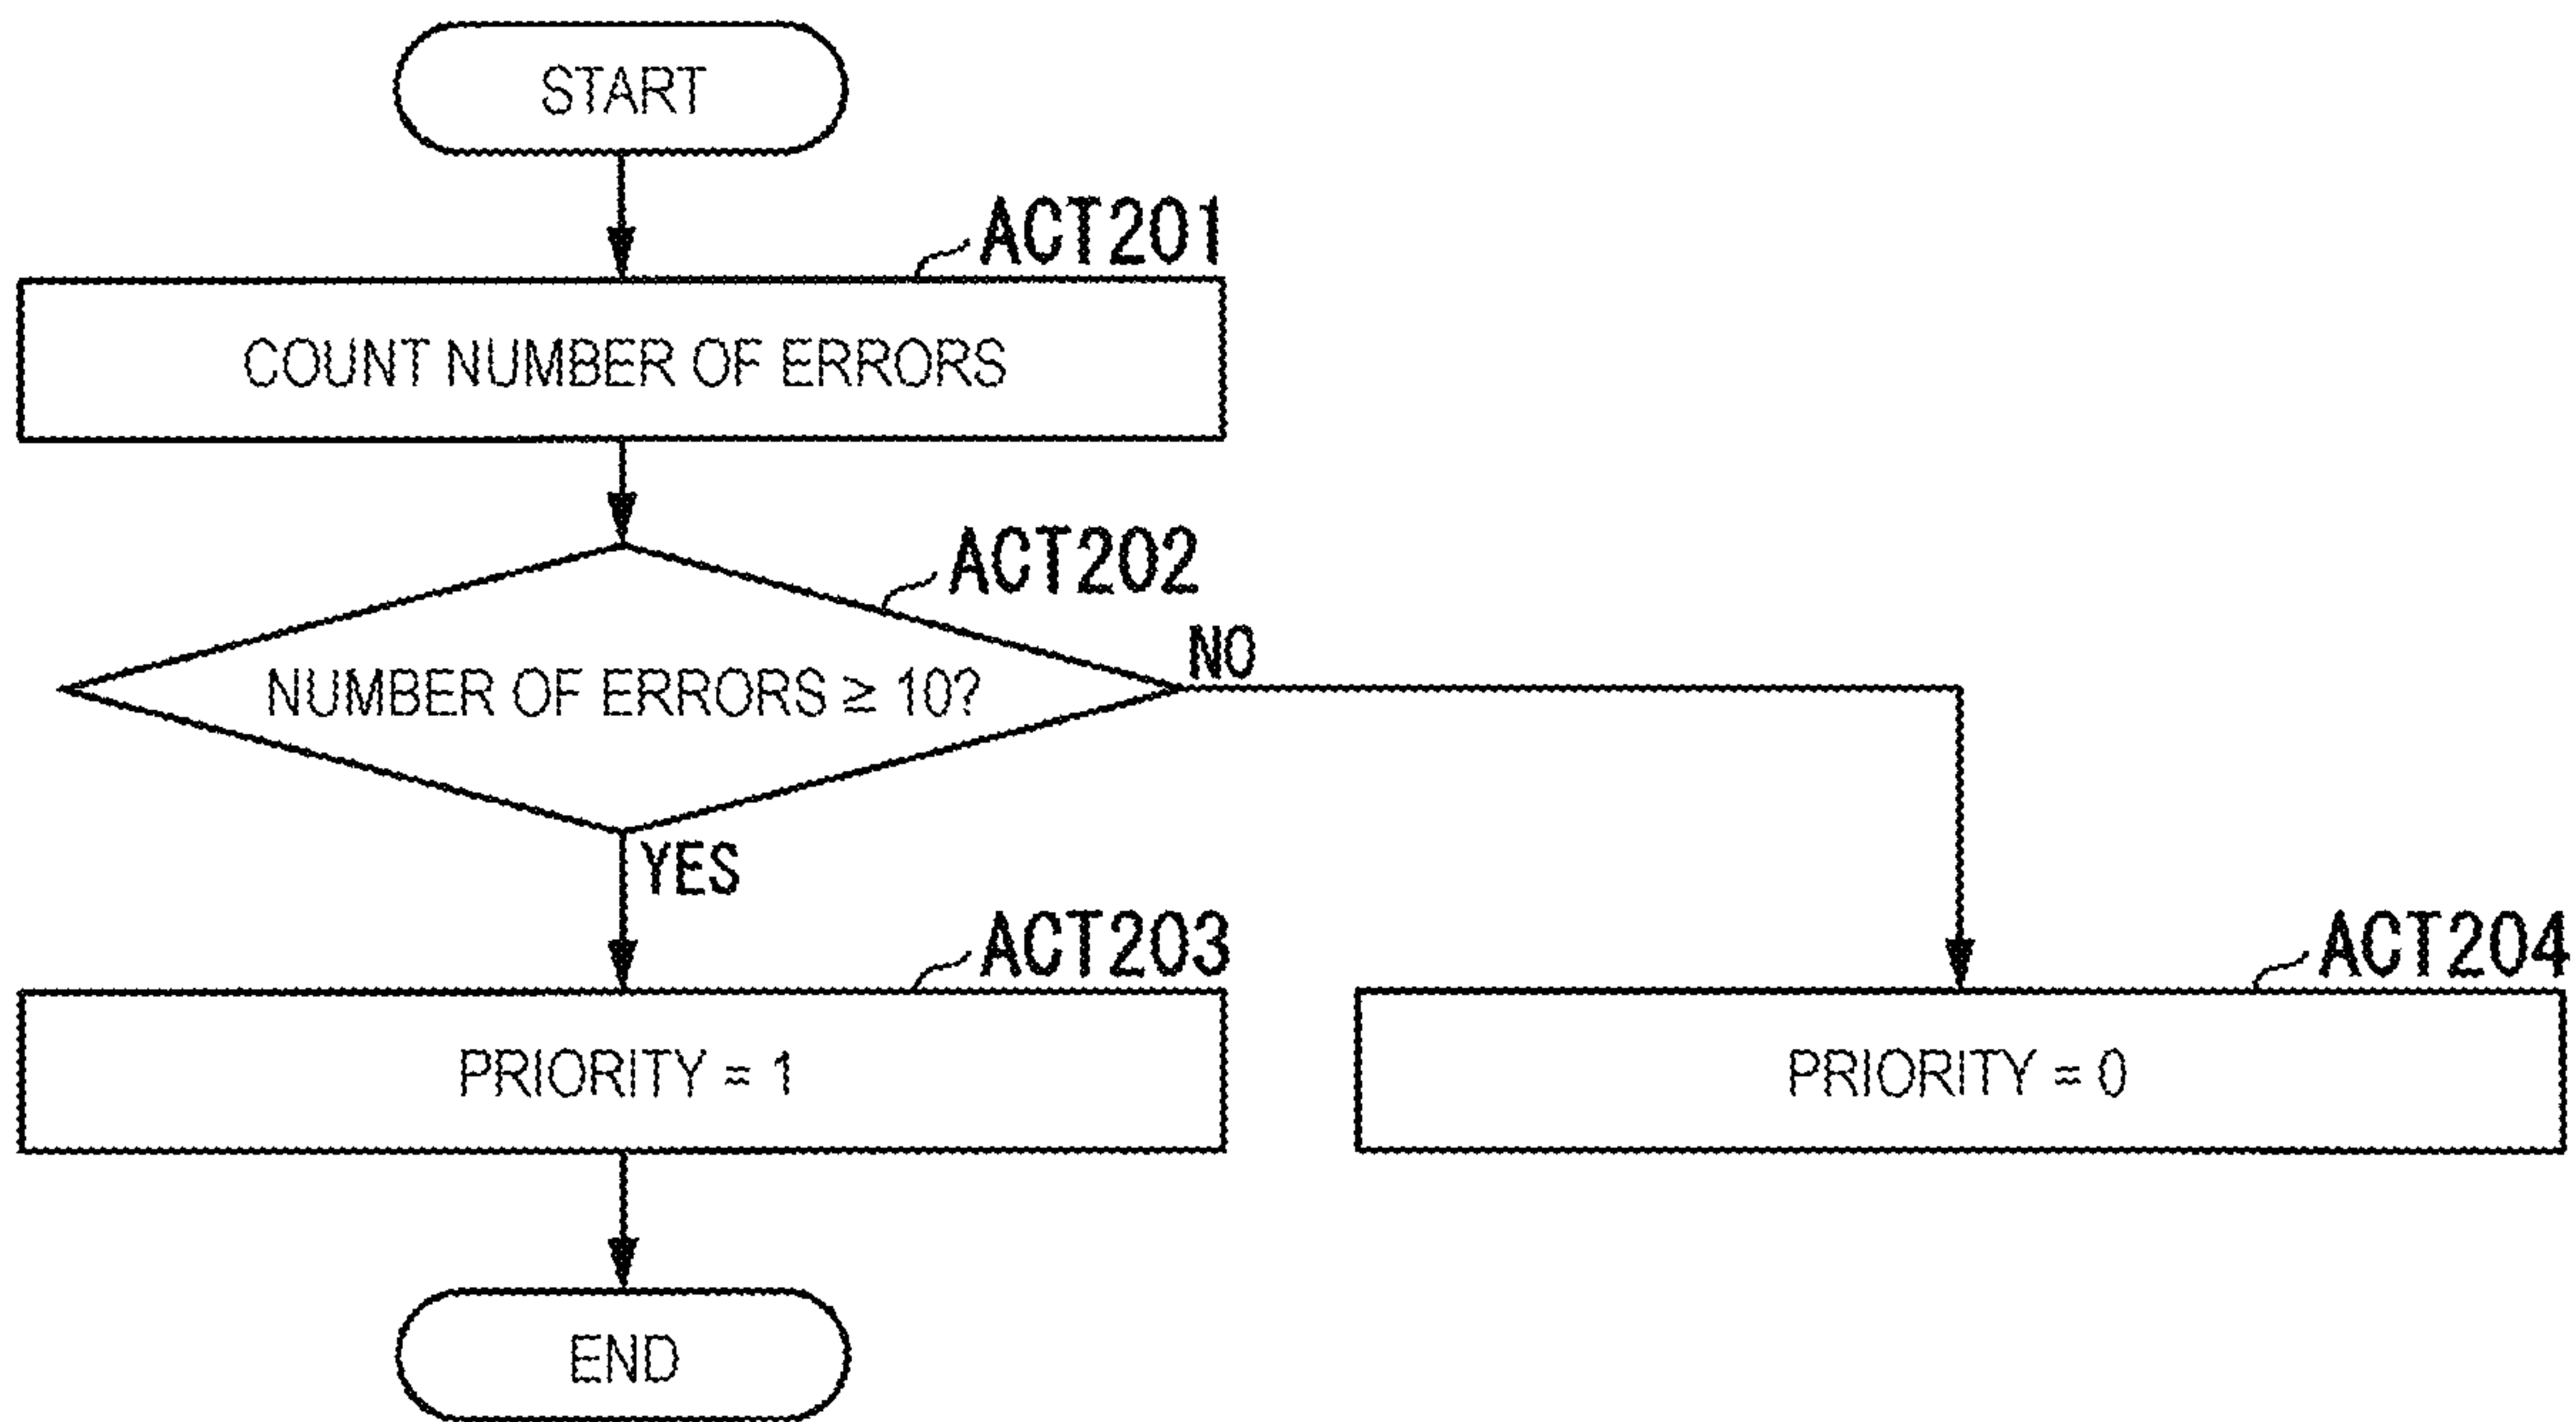 START
ACT201
COUNT NUMBER OF ERRORS
ACT202
NUMBER OF ERRORS ≥ 10?
NO
YES
ACT203
PRIORITY = 1
ACT204
PRIORITY = 0
END